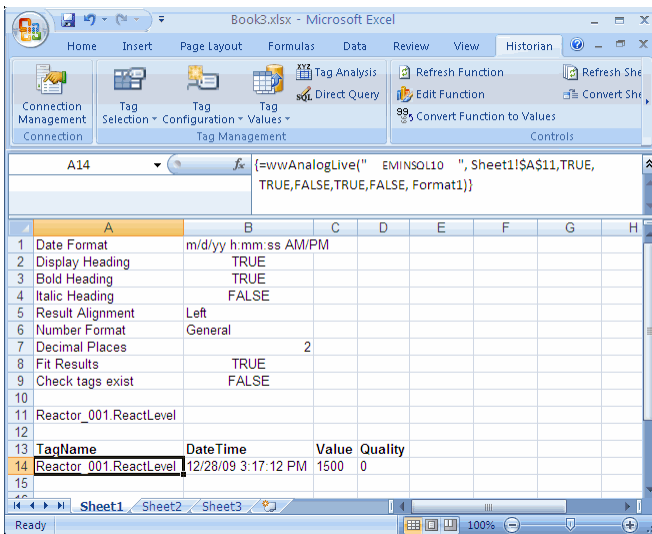 Book3.xlsx - Microsoft Excel
Home Insert Page Layout Formulas Data Review View Historian
Connection Management
Tag Selection
Tag Configuration
Tag Values
XYZ Tag Analysis
SQL Direct Query
Refresh Function
Edit Function
Convert Function to Values
Refresh She
Convert She
Connection Tag Management Controls
A14 fx {=wwAnalogLive(" EMINSOL10 ", Sheet1!$A$11,TRUE,
TRUE,FALSE,TRUE,FALSE, Format1)}
A B C D E F G H
1 Date Format m/d/yy h:mm:ss AM/PM
2 Display Heading TRUE
3 Bold Heading TRUE
4 Italic Heading FALSE
5 Result Alignment Left
6 Number Format General
7 Decimal Places 2
8 Fit Results TRUE
9 Check tags exist FALSE
10
11 Reactor_001.ReactLevel
12
13 TagName DateTime Value Quality
14 Reactor_001.ReactLevel 12/28/09 3:17:12 PM 1500 0
15
Sheet1 Sheet2 Sheet3
Ready 100%